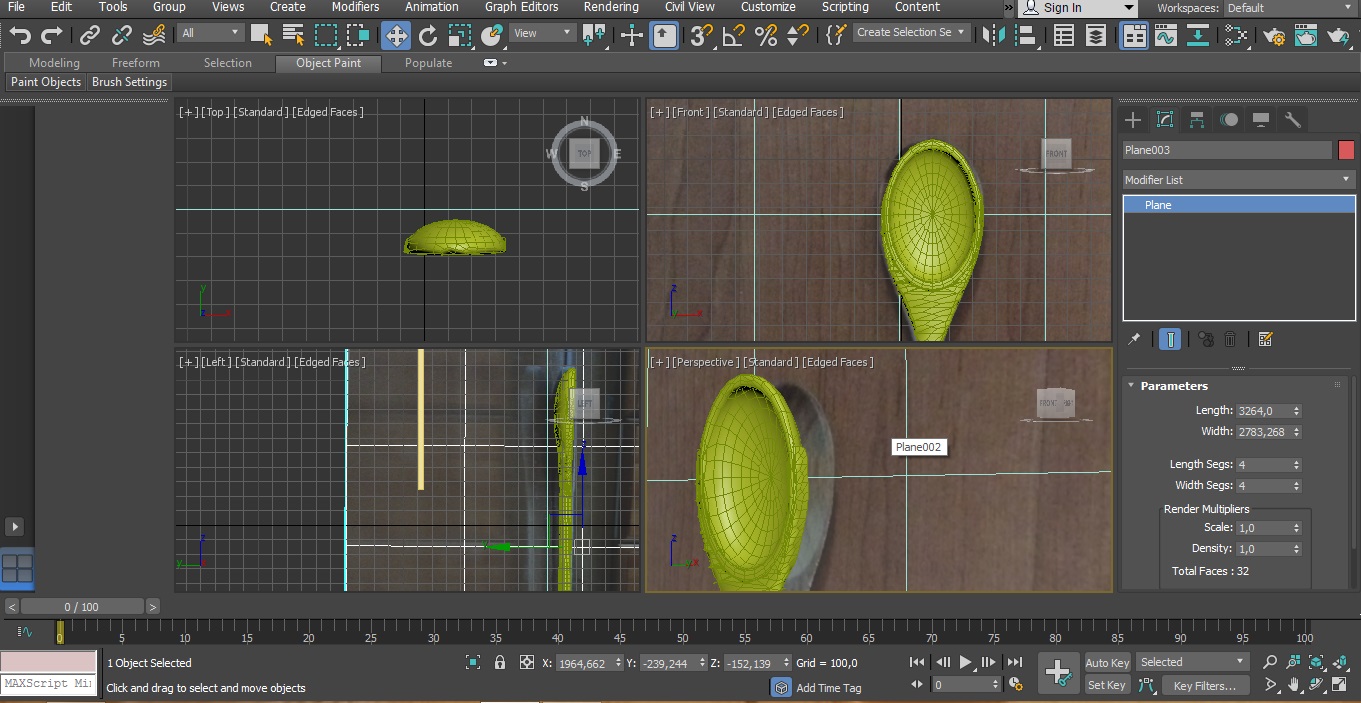 File Edit Tools Group Views Create Modifiers Animation Graph Editors Rendering Civil View Customize Scripting Content » Sign In Workspaces: Default
All View Create Selection Se
Modeling Freeform Selection Object Paint Populate
Paint Objects Brush Settings
[+] [Top] [Standard] [Edged Faces]
N
W TOP E
S
y
z x
[+] [Front] [Standard] [Edged Faces]
FRONT
z
y x
[+] [Left] [Standard] [Edged Faces]
LEFT
z
y x
[+] [Perspective] [Standard] [Edged Faces]
FRONT
Plane002
z
y x
Plane003
Modifier List
Plane
Parameters
Length: 3264,0
Width: 2783,268
Length Segs: 4
Width Segs: 4
Render Multipliers
Scale: 1,0
Density: 1,0
Total Faces : 32
< 0 / 100 >
0 5 10 15 20 25 30 35 40 45 50 55 60 65 70 75 80 85 90 95 100
1 Object Selected X: 1964,662 Y: -239,244 Z: -152,139 Grid = 100,0 Auto Key Selected
MAXScript Mi
Click and drag to select and move objects Add Time Tag 0 Set Key Key Filters...